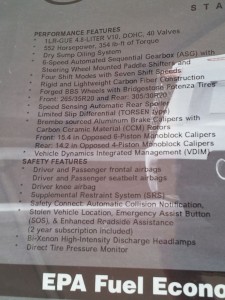 S T A
PERFORMANCE FEATURES
• 1LR-GUE 4.8-LITER V10, DOHC, 40 Valves
• 552 Horsepower, 354 lb-ft of Torque
• Dry Sump Oiling System
• 6-Speed Automated Sequential Gearbox (ASG) with
Steering Wheel Mounted Paddle Shifters and
• Four Shift Modes with Seven Shift Speeds
• Rigid and Lightweight Carbon Fiber Construction
• Forged BBS Wheels with Bridgestone Potenza Tires
• Front: 265/35R20 and Rear: 305/30R20
• Speed Sensing Automatic Rear Spoiler
• Limited Slip Differential (TORSEN type)
• Brembo sourced Aluminum Brake Calipers with
• Carbon Ceramic Material (CCM) Rotors
• Front: 15.4 in Opposed 6-Piston Monoblock Calipers
• Rear: 14.2 in Opposed 4-Piston Monoblock Calipers
• Vehicle Dynamics Integrated Management (VDIM)
SAFETY FEATURES
• Driver and Passenger frontal airbags
• Driver and Passenger seatbelt airbags
• Driver knee airbag
• Supplemental Restraint System (SRS)
• Safety Connect: Automatic Collision Notification,
Stolen Vehicle Location, Emergency Assist Button
(SOS), & Enhanced Roadside Assistance
(2 year subscription included)
• Bi-Xenon High-Intensity Discharge Headlamps
Direct Tire Pressure Monitor
EPA Fuel Econo